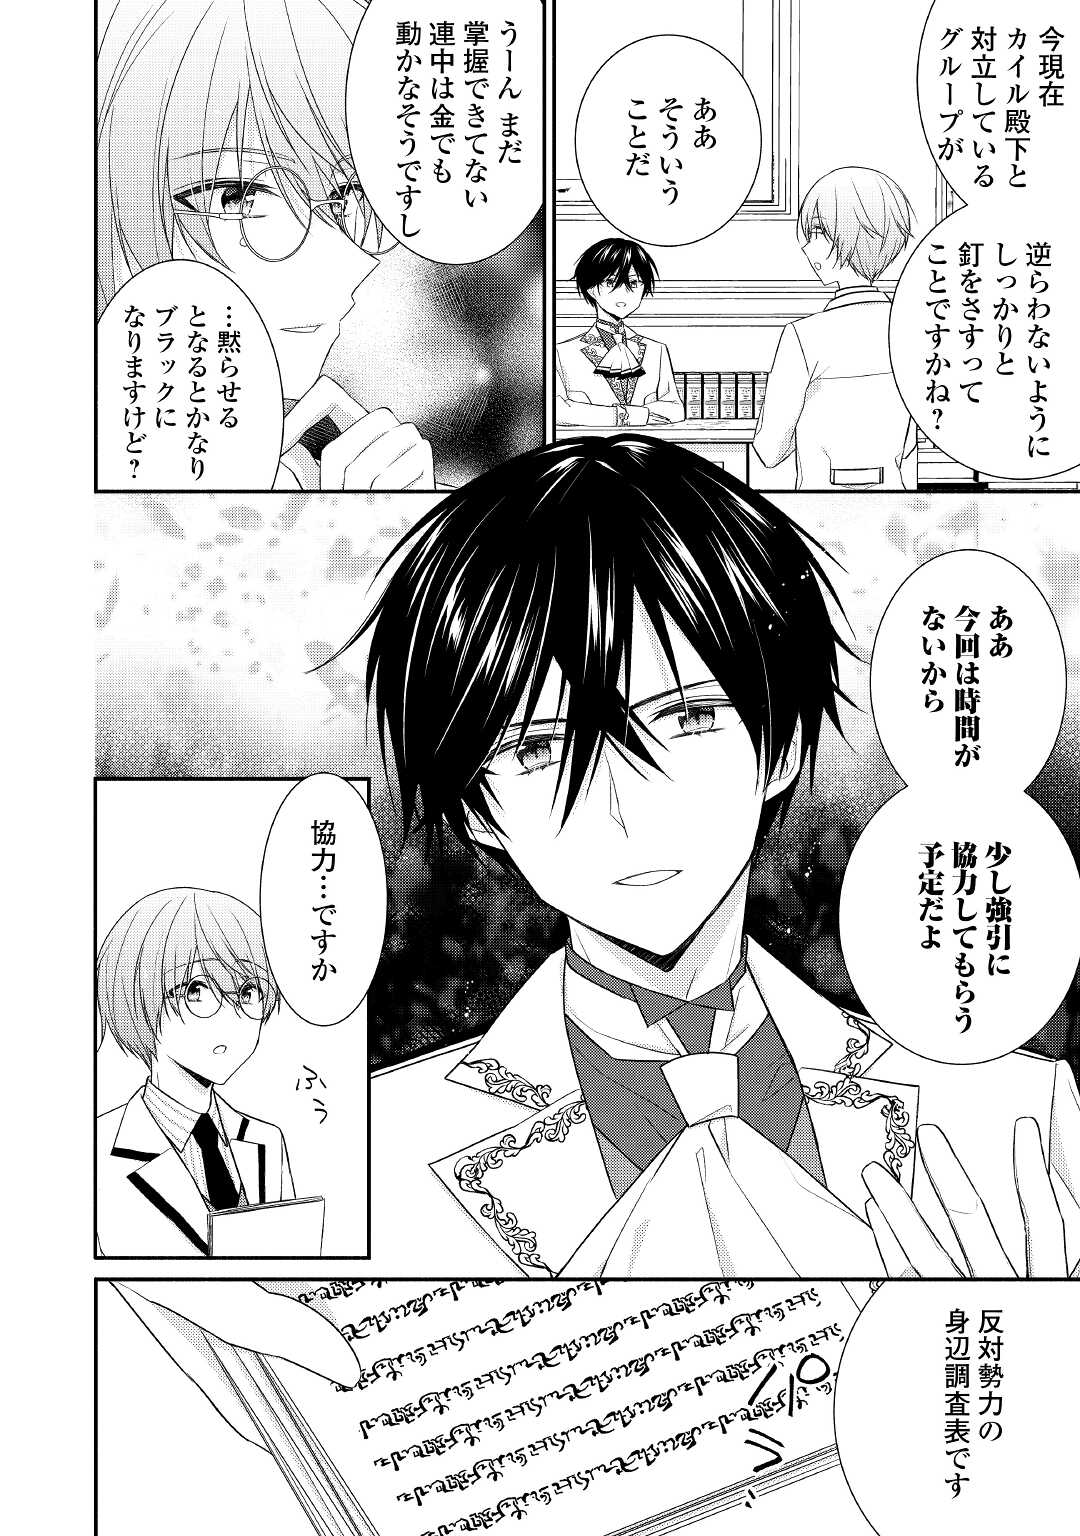 今現在
カイル殿下と
対立している
グループが
逆らわないように
しっかりと
釘をさすって
ことですかね?
ああ
そういう
ことだ
うーん まだ
掌握できてない
連中は金でも
動かなそうですし
…黙らせる
となるとかなり
ブラックに
なりますけど?
ああ
今回は時間が
ないから
少し強引に
協力してもらう
予定だよ
協力…ですか
ふぅ
反対勢力の
身辺調査表です
パラ